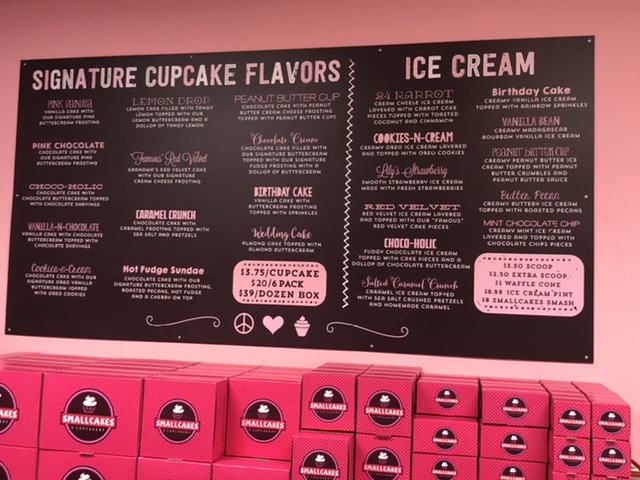 SIGNATURE CUPCAKE FLAVORS
PINK VANILLA
VANILLA CAKE WITH
OUR SIGNATURE PINK
BUTTERCREAM FROSTING
PINK CHOCOLATE
CHOCOLATE CAKE WITH
OUR SIGNATURE PINK
BUTTERCREAM FROSTING
CHOCO-HOLIC
CHOCOLATE CAKE WITH
CHOCOLATE BUTTERCREAM
TOPPED WITH
CHOCOLATE SHAVINGS
VANILLA-N-CHOCOLATE
VANILLA CAKE WITH CHOCOLATE
BUTTERCREAM TOPPED WITH
CHOCOLATE SHAVINGS
Cookies-n-Cream
CHOCOLATE CAKE WITH OUR
SIGNATURE OREO VANILLA
BUTTERCREAM TOPPED
WITH OREO COOKIES
LEMON DROP
LEMON CAKE FILLED WITH TANGY
LEMON TOPPED WITH OUR
LEMON BUTTERCREAM AND A
DOLLOP OF TANGY LEMON
"Famous" Red Velvet
GRANDMA'S RED VELVET CAKE
WITH OUR SIGNATURE
CREAM CHEESE FROSTING
CARAMEL CRUNCH
CHOCOLATE CAKE WITH
CARAMEL FROSTING TOPPED WITH
SEA SALT AND PRETZELS
Hot Fudge Sundae
CHOCOLATE CAKE WITH OUR
SIGNATURE BUTTERCREAM FROSTING,
ROASTED PECANS, HOT FUDGE
AND A CHERRY ON TOP
PEANUT BUTTER CUP
CHOCOLATE CAKE WITH PEANUT
BUTTER CREAM CHEESE FROSTING
TOPPED WITH PEANUT BUTTER CUPS
Chocolate Cream
CHOCOLATE CAKE FILLED WITH
OUR SIGNATURE BUTTERCREAM
TOPPED WITH OUR SIGNATURE
FUDGE FROSTING WITH A
DOLLOP OF BUTTERCREAM
BIRTHDAY CAKE
VANILLA CAKE WITH
BUTTERCREAM FROSTING
TOPPED WITH SPRINKLES
Wedding Cake
ALMOND CAKE TOPPED WITH
ALMOND BUTTERCREAM
$3.75/CUPCAKE
$20/6 PACK
$39/DOZEN BOX
ICE CREAM
24 KARROT
CREAM CHEESE ICE CREAM
LAYERED WITH CARROT CAKE
PIECES TOPPED WITH TOASTED
COCONUT AND CINNAMON
COOKIES-N-CREAM
CREAMY OREO ICE CREAM LAYERED
AND TOPPED WITH OREO COOKIES
Lily's Strawberry
SMOOTH STRAWBERRY ICE CREAM
MADE WITH FRESH STRAWBERRIES
RED VELVET
RED VELVET ICE CREAM LAYERED
AND TOPPED WITH OUR "FAMOUS"
RED VELVET CAKE PIECES
CHOCO-HOLIC
FUDGY CHOCOLATE ICE CREAM
TOPPED WITH CAKE PIECES AND A
DOLLOP OF CHOCOLATE BUTTERCREAM
Salted Caramel Crunch
CARAMEL ICE CREAM TOPPED
WITH SEA SALT CRUSHED PRETZELS
AND HOMEMADE CARAMEL
Birthday Cake
CREAMY VANILLA ICE CREAM
TOPPED WITH RAINBOW SPRINKLES
VANILLA BEAN
CREAMY MADAGASCAR
BOURBON VANILLA ICE CREAM
PEANUT BUTTER CUP
CREAMY PEANUT BUTTER ICE
CREAM TOPPED WITH PEANUT
BUTTER CRUMBLES AND
PEANUT BUTTER SAUCE
Butter Pecan
CREAMY BUTTERY ICE CREAM
TOPPED WITH ROASTED PECANS
MINT CHOCOLATE CHIP
CREAMY MINT ICE CREAM
LAYERED AND TOPPED WITH
CHOCOLATE CHIPS PIECES
$3.50 SCOOP
$2.50 EXTRA SCOOP
$1 WAFFLE CONE
$8.99 ICE CREAM PINT
$8 SMALLCAKES SMASH
SMALLCAKES
SMALLCAKES
A CUPCAKERY
SMALLCAKES
SMALLCAKES
SMALLCAKES
SMALLCAKES
SMALLCAKES
SMALLCAKES